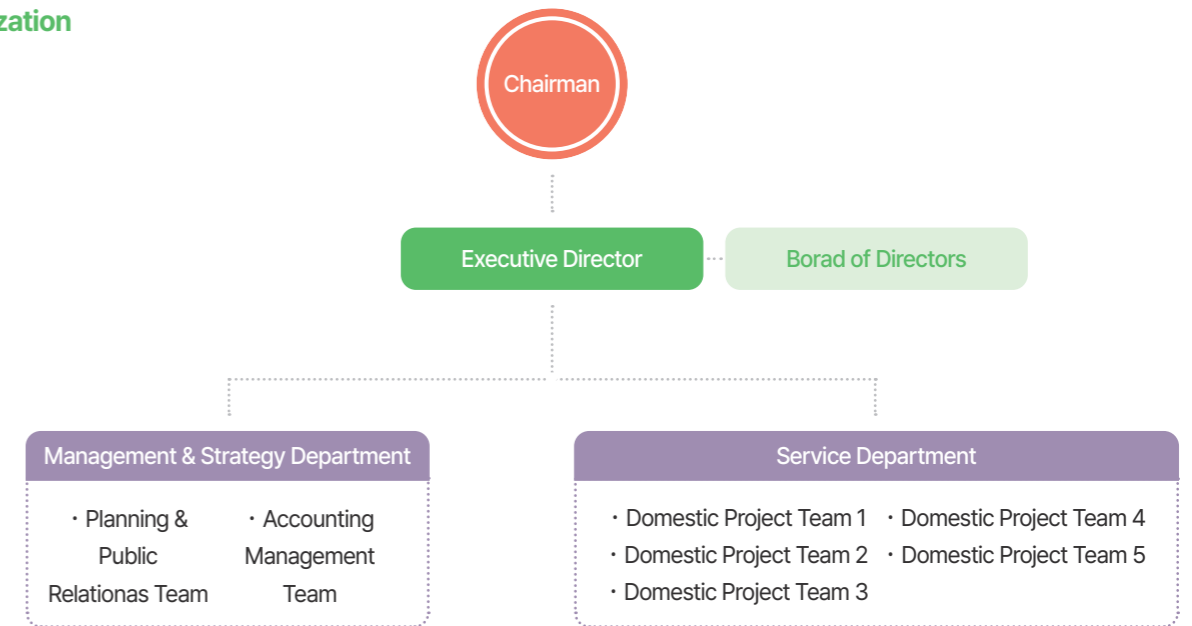 zation
Chairman
Executive Director
Borad of Directors
Management & Strategy Department
· Planning &
Public
Relationas Team
· Accounting
Management
Team
Service Department
· Domestic Project Team 1
· Domestic Project Team 2
· Domestic Project Team 3
· Domestic Project Team 4
· Domestic Project Team 5